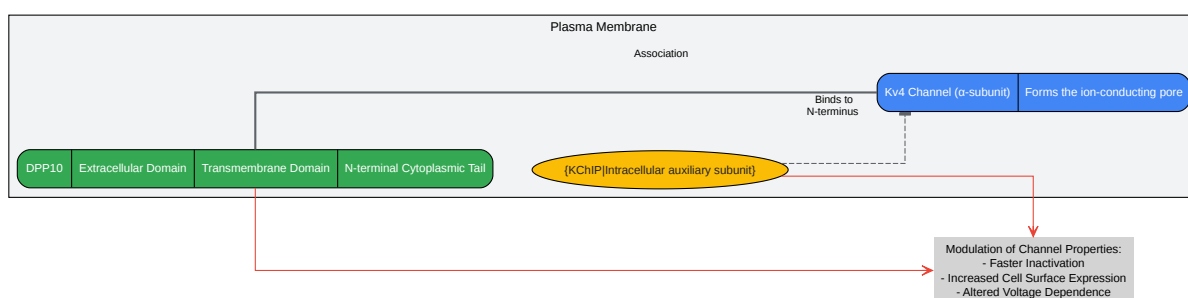 Plasma Membrane
Association
Kv4 Channel (α-subunit)
Forms the ion-conducting pore
Binds to
N-terminus
DPP10
Extracellular Domain
Transmembrane Domain
N-terminal Cytoplasmic Tail
{KChIP|Intracellular auxiliary subunit}
Modulation of Channel Properties:
- Faster Inactivation
- Increased Cell Surface Expression
- Altered Voltage Dependence